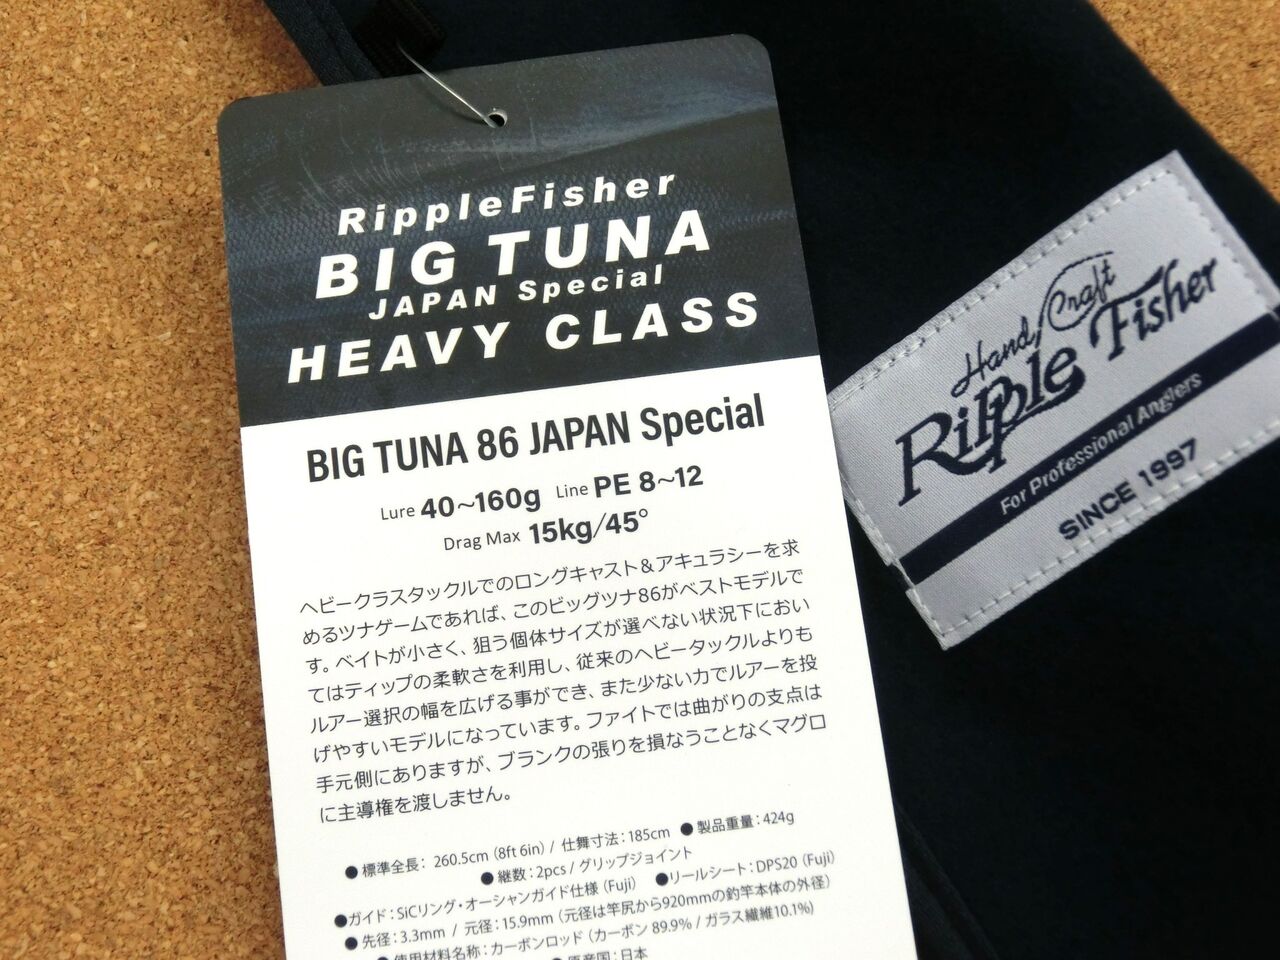 RippleFisher
BIG TUNA
JAPAN Special
HEAVY CLASS
BIG TUNA 86 JAPAN Special
Lure 40~160g Line PE 8~12
Drag Max 15kg/45°
ヘビークラスタックルでのロングキャスト&アキュラシーを求
めるツナゲームであれば、このビッグツナ86がベストモデルで
す。ベイトが小さく、狙う個体サイズが選べない状況下におい
てはティップの柔軟さを利用し、従来のヘビータックルよりも
ルアー選択の幅を広げる事ができ、また少ない力でルアーを投
げやすいモデルになっています。ファイトでは曲がりの支点は
手元側にありますが、ブランクの張りを損なうことなくマグロ
に主導権を渡しません。
●標準全長: 260.5cm (8ft 6in) / 仕舞寸法:185cm ●製品重量:424g
●継数:2pcs / グリップジョイント
●ガイド:SiCリング・オーシャンガイド仕様 (Fuji) ●リールシート:DPS20 (Fuji)
●先径:3.3mm / 元径:15.9mm (元径は竿尻から920mmの釣竿本体の外径)
●使用材料名称:カーボンロッド (カーボン 89.9% / ガラス繊維10.1%)
●原産国:日本
Hand Craft
Ripple Fisher
For Professional Anglers
SINCE 1997